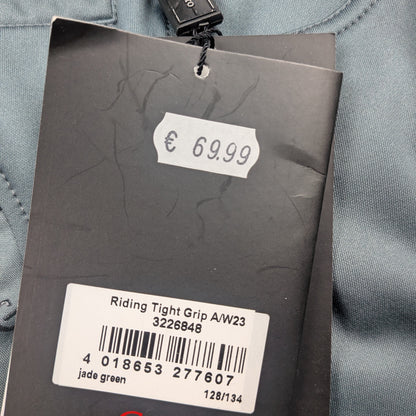 € 69.99
Riding Tight Grip A/W23
3226848
4 018653 277607
jade green 128/134